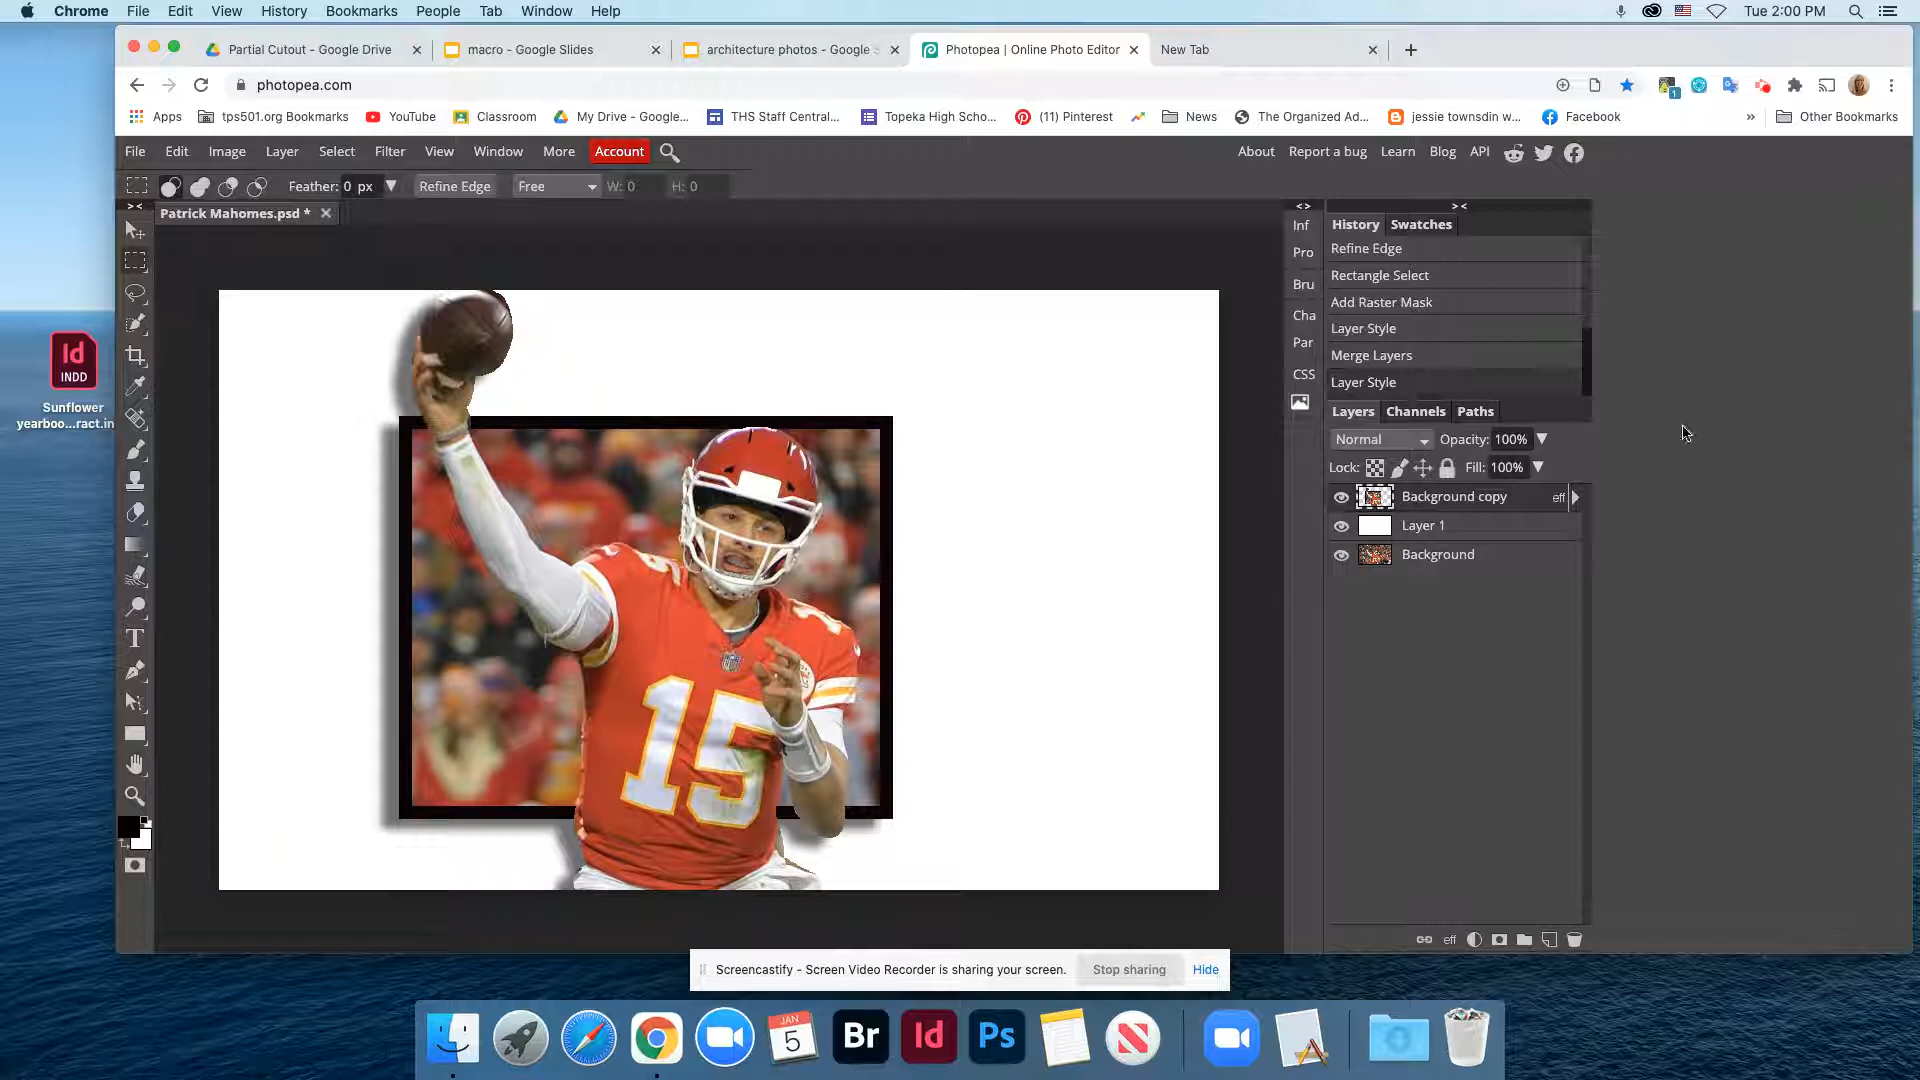 Chrome File Edit View History Bookmarks People Tab Window Help Tue 2:00 PM
Partial Cutout - Google Drive macro - Google Slides architecture photos - Google Photopea | Online Photo Editor New Tab
photopea.com
Apps tps501.org Bookmarks YouTube Classroom My Drive - Google... THS Staff Central... Topeka High Scho... (11) Pinterest News The Organized Ad... jessie townsdin w... Facebook » Other Bookmarks
File Edit Image Layer Select Filter View Window More Account About Report a bug Learn Blog API
Feather: 0 px Refine Edge Free W: 0 H: 0
Patrick Mahomes.psd *
Inf
Pro
Bru
Cha
Par
CSS
History Swatches
Refine Edge
Rectangle Select
Add Raster Mask
Layer Style
Merge Layers
Layer Style
Layers Channels Paths
Normal Opacity: 100%
Lock: Fill: 100%
Background copy eff
Layer 1
Background
eff
Id
INDD
Sunflower
yearboo...ract.in
15
15
Screencastify - Screen Video Recorder is sharing your screen. Stop sharing Hide
JAN
5
Br Id Ps